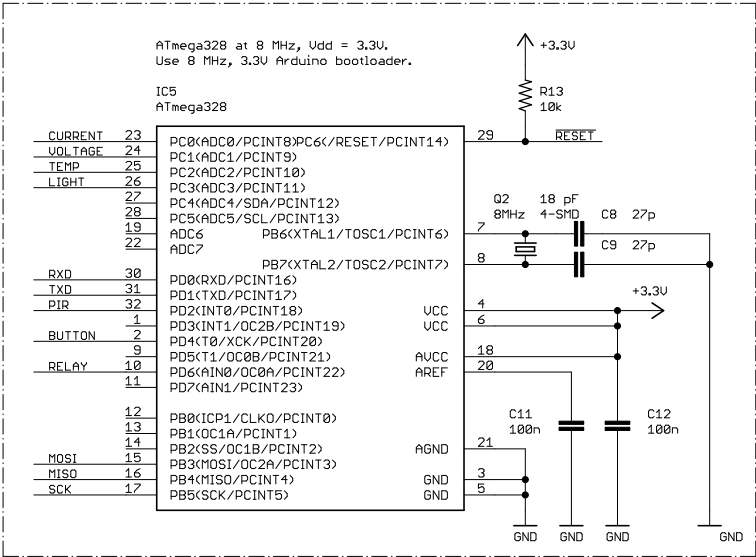 ATmega328 at 8 MHz, Vdd = 3.3V.
Use 8 MHz, 3.3V Arduino bootloader.
+3.3V
IC5
ATmega328
R13
10k
CURRENT 23 PC0(ADC0/PCINT8)PC6(/RESET/PCINT14) 29 RESET
VOLTAGE 24 PC1(ADC1/PCINT9)
TEMP 25 PC2(ADC2/PCINT10)
LIGHT 26 PC3(ADC3/PCINT11)
27 PC4(ADC4/SDA/PCINT12)
28 PC5(ADC5/SCL/PCINT13)
Q2 18 pF
8MHz 4-SMD
C8 27p
19 ADC6 PB6(XTAL1/TOSC1/PCINT6) 7
22 ADC7
C9 27p
PB7(XTAL2/TOSC2/PCINT7) 8
RXD 30 PD0(RXD/PCINT16)
TXD 31 PD1(TXD/PCINT17)
+3.3V
PIR 32 PD2(INT0/PCINT18) VCC 4
1 PD3(INT1/OC2B/PCINT19) VCC 6
BUTTON 2 PD4(T0/XCK/PCINT20)
9 PD5(T1/OC0B/PCINT21) AVCC 18
RELAY 10 PD6(AIN0/OC0A/PCINT22) AREF 20
11 PD7(AIN1/PCINT23)
C11
100n
C12
100n
12 PB0(ICP1/CLKO/PCINT0)
13 PB1(OC1A/PCINT1)
14 PB2(SS/OC1B/PCINT2) AGND 21
MOSI 15 PB3(MOSI/OC2A/PCINT3)
MISO 16 PB4(MISO/PCINT4) GND 3
SCK 17 PB5(SCK/PCINT5) GND 5
GND GND GND GND